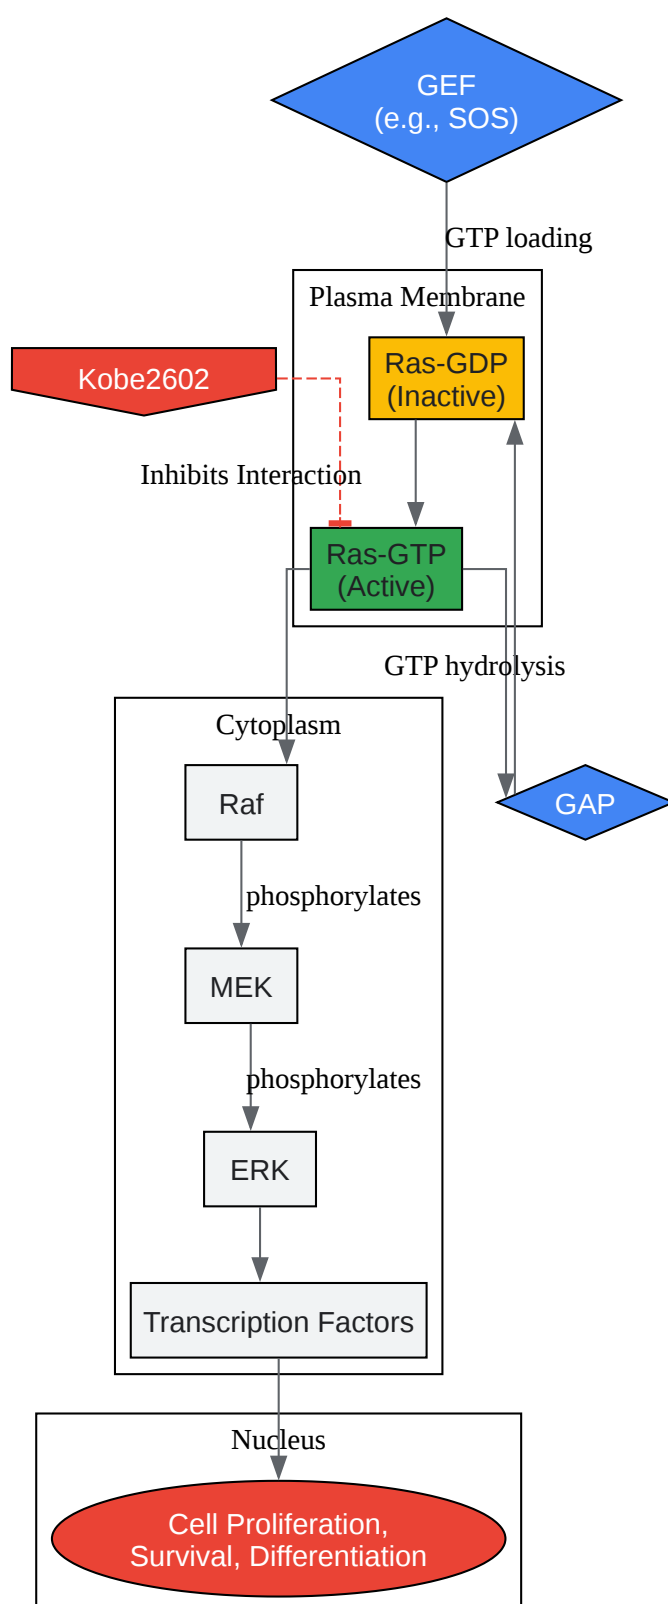 GEF
(e.g., SOS)
GTP loading
Plasma Membrane
Ras-GDP
(Inactive)
Kobe2602
Inhibits Interaction
Ras-GTP
(Active)
GTP hydrolysis
Cytoplasm
Raf
GAP
phosphorylates
MEK
phosphorylates
ERK
Transcription Factors
Nucleus
Cell Proliferation,
Survival, Differentiation